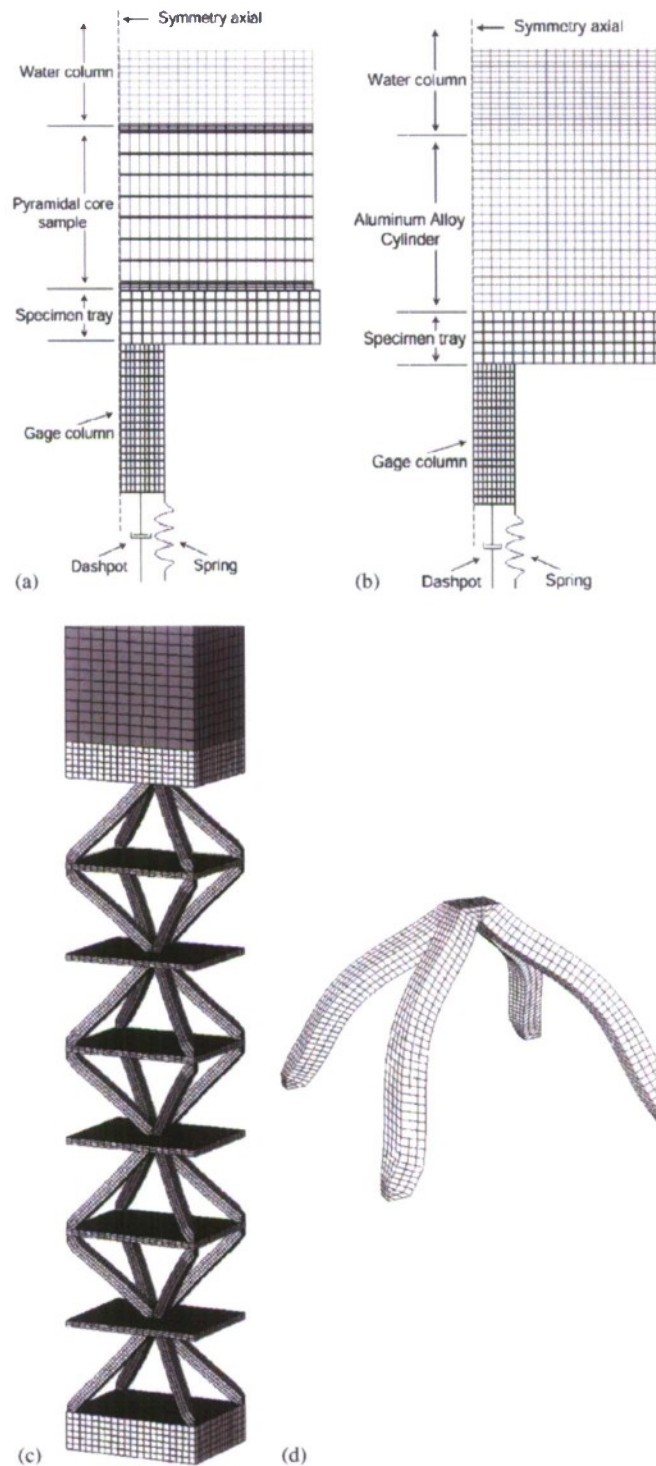 Symmetry axial
Water column
Pyramidal core
sample
Specimen tray
Gage column
Dashpot
Spring
(a)
Symmetry axial
Water column
Aluminum Alloy
Cylinder
Specimen tray
Gage column
Dashpot
Spring
(b)
(c)
(d)